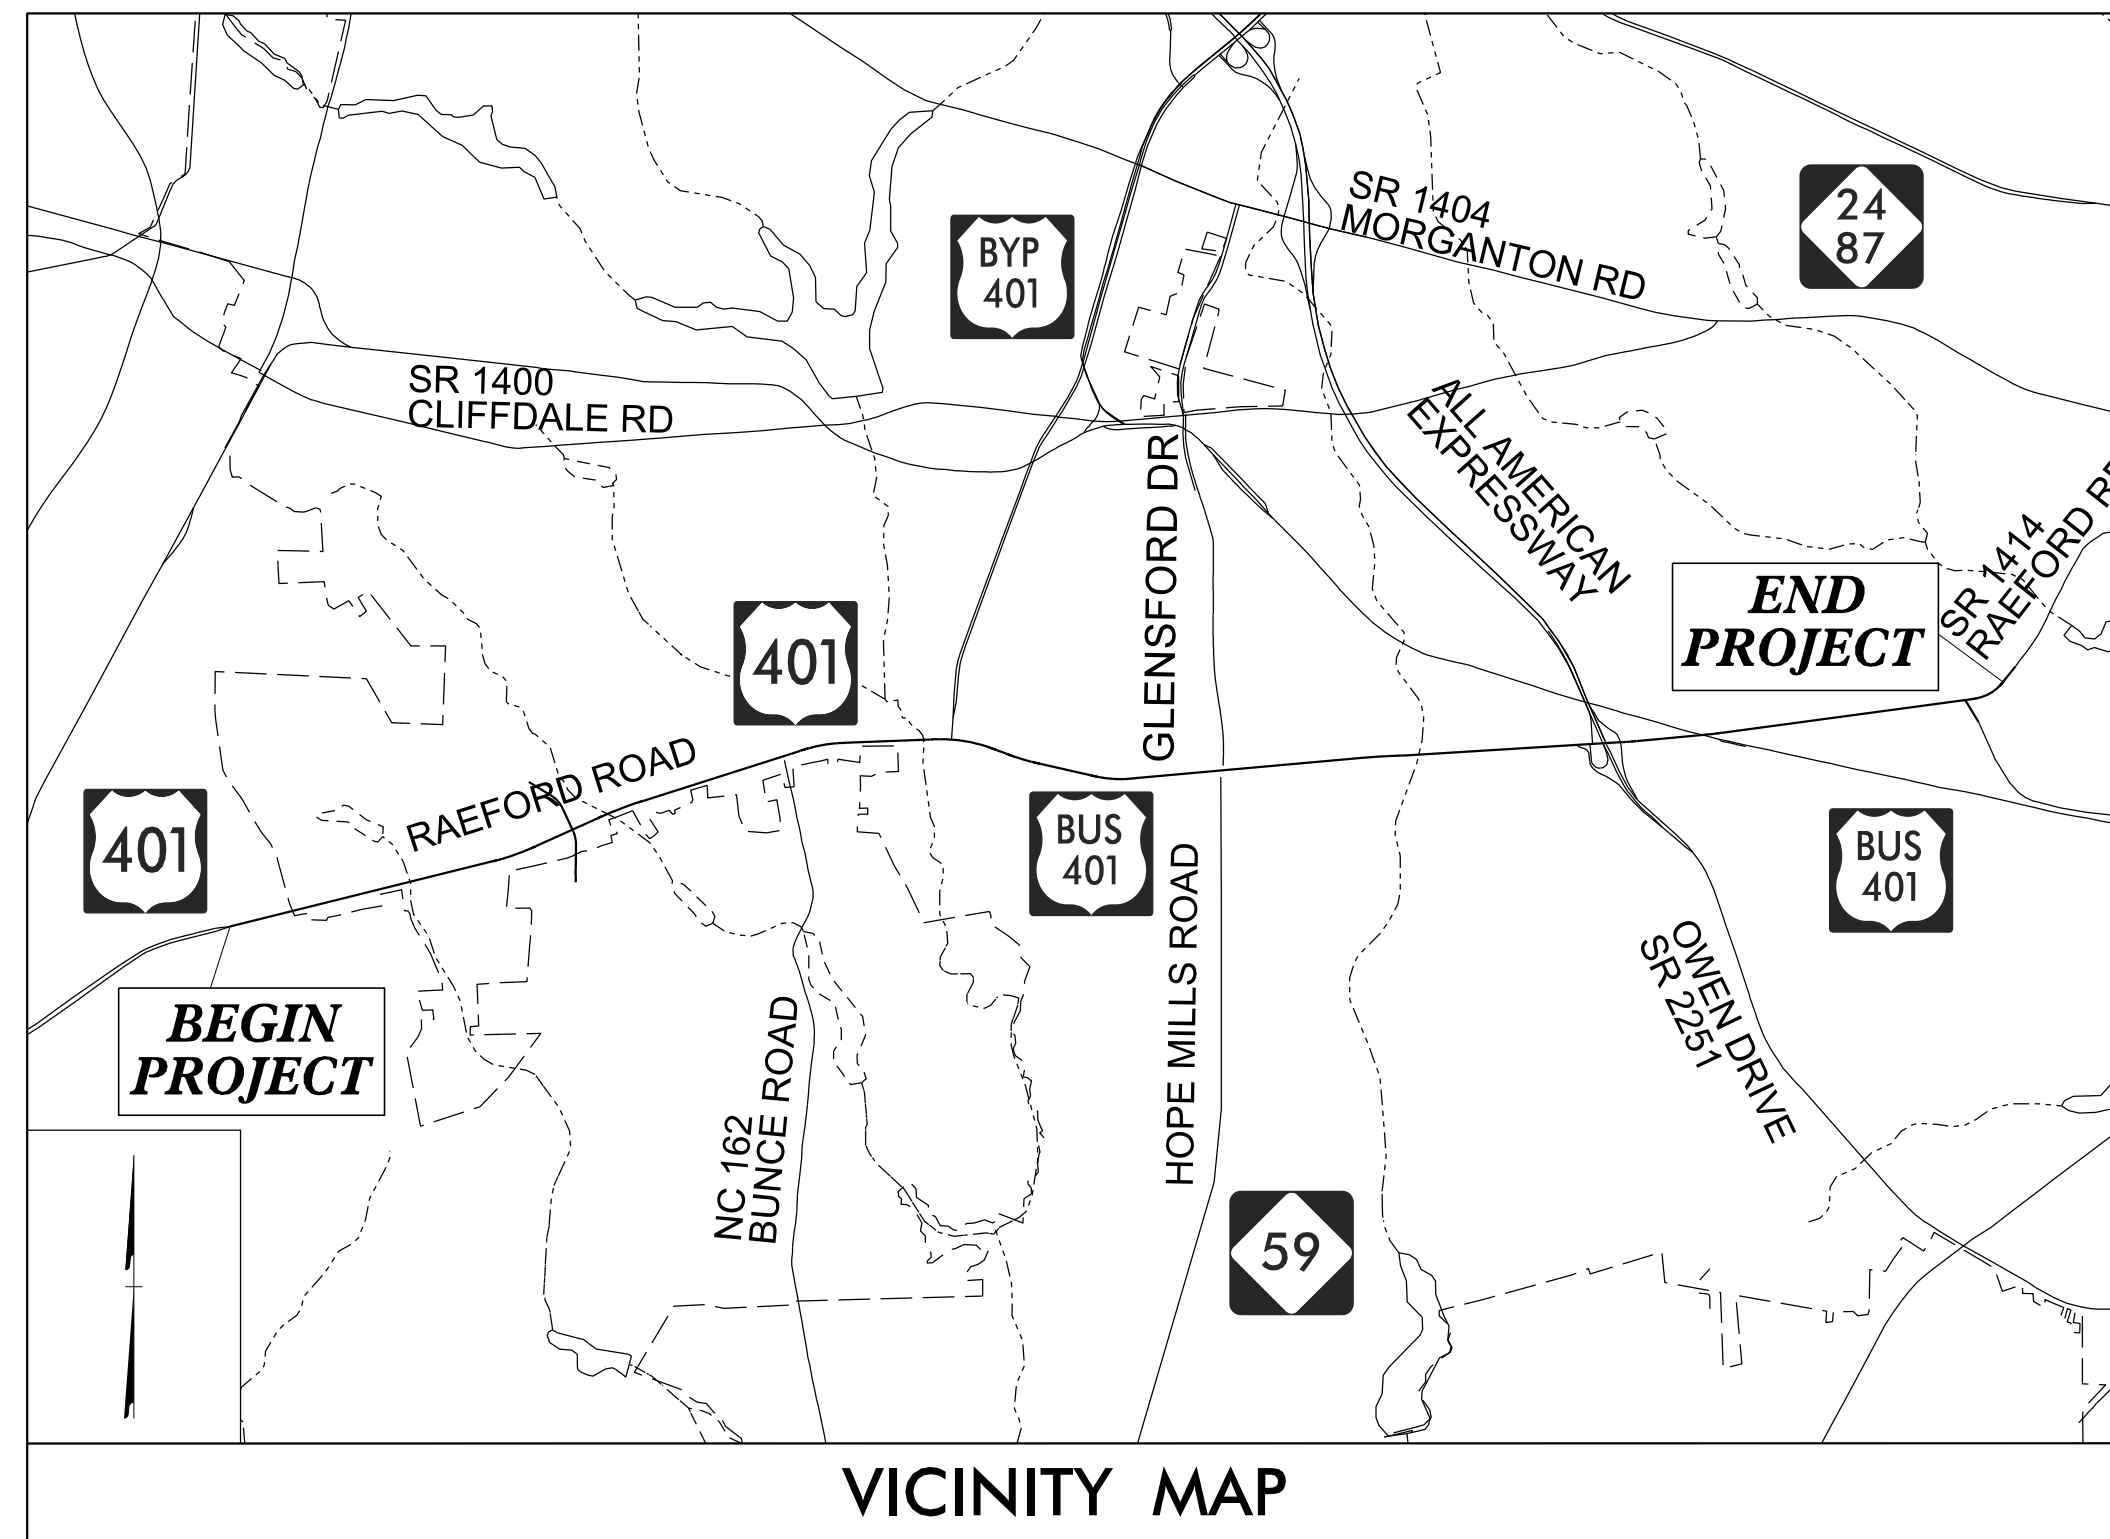 SR 1404
MORGANTON RD
24
87
BYP
401
SR 1400
CLIFFDALE RD
ALL AMERICAN
EXPRESSWAY
GLENSFORD DR
SR 1414
RAEFORD RD
END
PROJECT
401
RAEFORD ROAD
401
BUS
401
BUS
401
HOPE MILLS ROAD
OWEN DRIVE
SR 2251
BEGIN
PROJECT
NC 162
BUNCE ROAD
59
VICINITY MAP